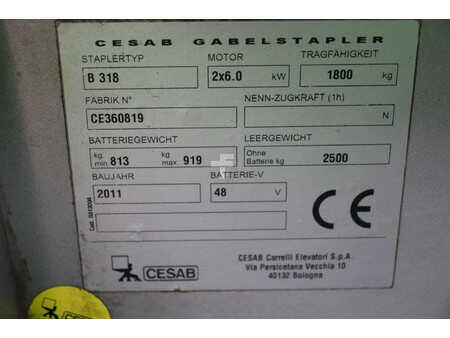 CESAB GABELSTAPLER
STAPLERTYP MOTOR TRAGFÄHIGKEIT
B 318 2x6.0 kW 1800 kg
FABRIK N° NENN-ZUGKRAFT (1h)
CE360819 N
BATTERIEGEWICHT LEERGEWICHT
kg min. 813 kg max 919 Ohne Batterie kg 2500
BAUJAHR BATTERIE-V
2011 48 V
CE
CESAB
CESAB Carrelli Elevatori S.p.A.
Via Persicetana Vecchia 10
40132 Bologna
CESAB